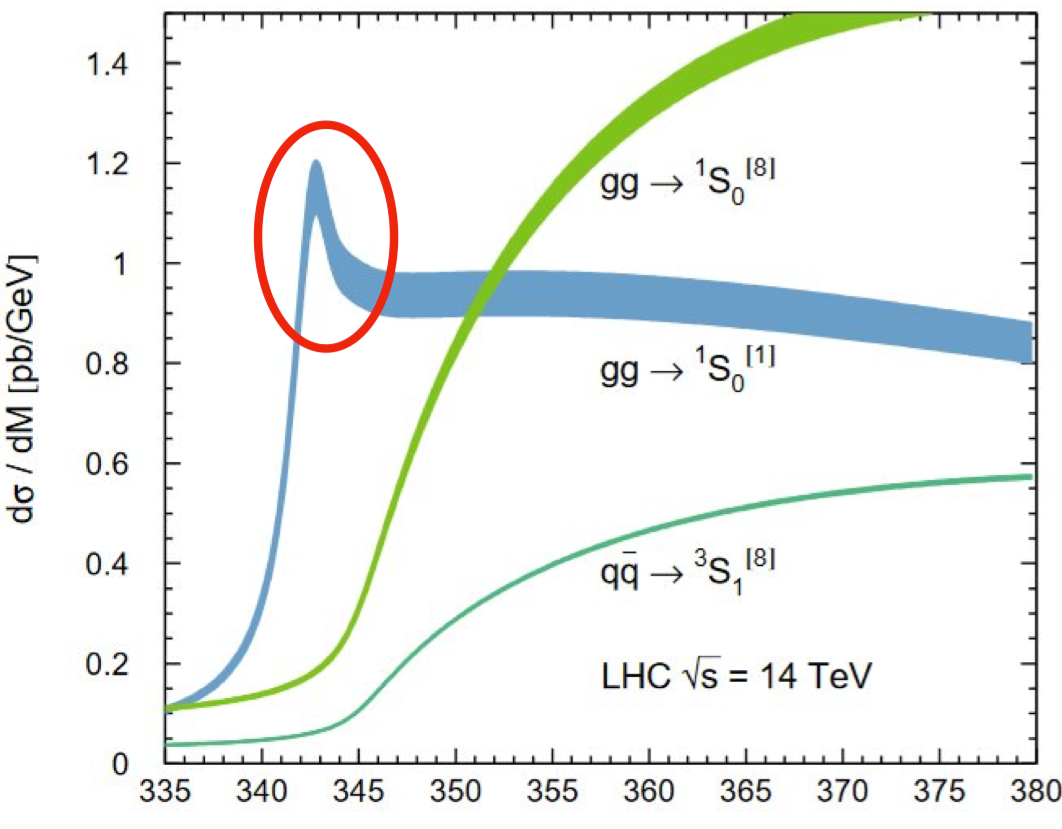 dσ / dM [pb/GeV]
1.4
1.2
1
0.8
0.6
0.4
0.2
0
gg → ¹S₀^[8]
gg → ¹S₀^[1]
qq̄ → ³S₁^[8]
LHC √s = 14 TeV
335 340 345 350 355 360 365 370 375 380